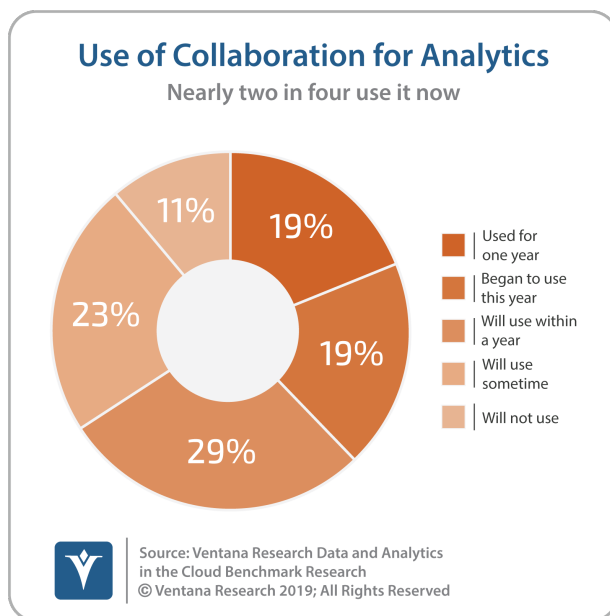 Use of Collaboration for Analytics
Nearly two in four use it now
11%
19%
23%
19%
29%
Used for
one year
Began to use
this year
Will use within
a year
Will use
sometime
Will not use
Source: Ventana Research Data and Analytics
in the Cloud Benchmark Research
© Ventana Research 2019; All Rights Reserved